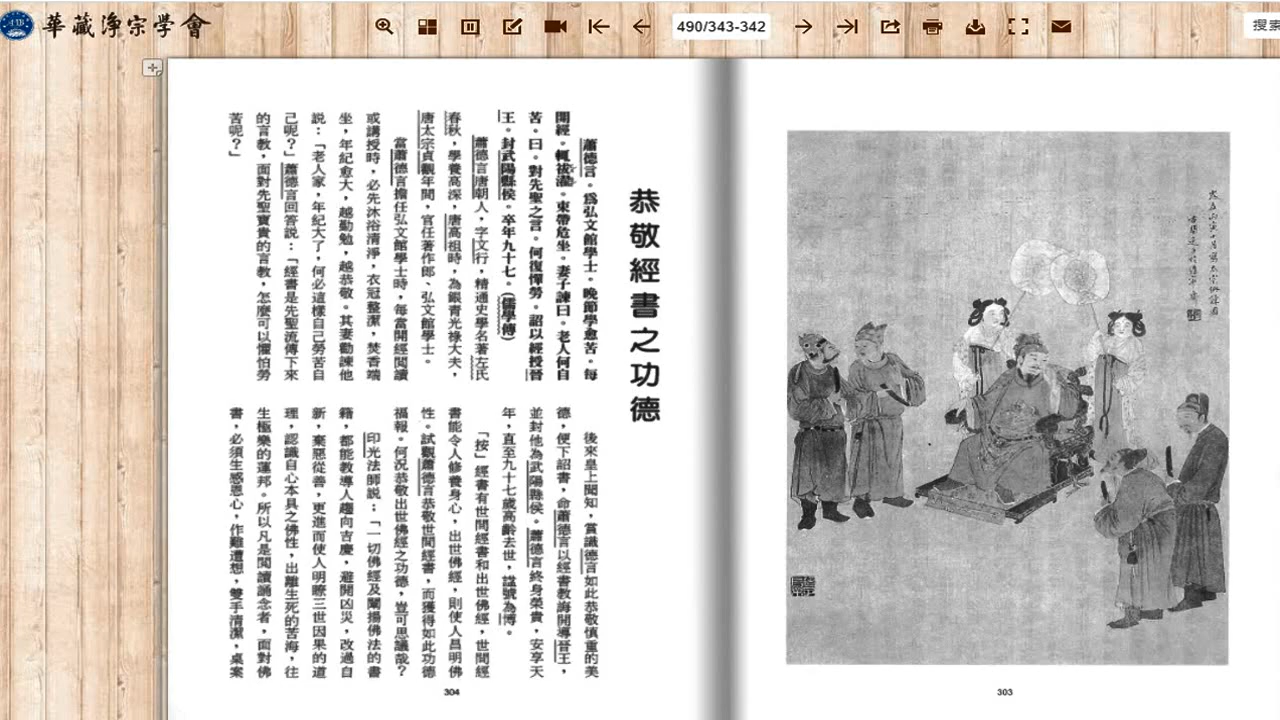 華藏淨宗學會
490/343-342
搜索
恭敬經書之功德
蕭德言。為弘文館學士。晚節學愈苦。每
開經。輒祓濯。束帶危坐。妻子諫曰。老人何自
苦。曰。對先聖之言。何復憚勞。詔以經授晉
王。封武陽縣侯。卒年九十七。(儒學傳)
蕭德言唐朝人,字文行,精通史學名著左氏
春秋,學養高深,唐高祖時,為銀青光祿大夫,
唐太宗貞觀年間,官任著作郎、弘文館學士。
當蕭德言擔任弘文館學士時,每當開經閱讀
或講授時,必先沐浴清淨,衣冠整潔,焚香端
坐,年紀愈大,越勤勉,越恭敬。其妻勸諫他
說:「老人家,年紀大了,何必這樣自己勞苦自
己呢?」蕭德言回答說:「經書是先聖流傳下來
的言教,面對先聖寶貴的言教,怎麼可以懼怕勞
苦呢?」
後來皇上聞知,賞識德言如此恭敬慎重的美
德,便下詔書,命蕭德言以經書教誨開導晉王,
並封他為武陽縣侯。蕭德言終身榮貴,安享天
年,直至九十七歲高齡去世,諡號為博。
「按」經書有世間經書和出世佛經,世間經
書能令人修養身心,出世佛經,則使人昌明佛
性。試觀蕭德言恭敬世間經書,而獲得如此功德
福報。何況恭敬出世佛經之功德,豈可思議哉?
印光法師說:「一切佛經及闡揚佛法的書
籍,都能教導人趨向吉慶,避開凶災,改過自
新,棄惡從善,更進而使人明瞭三世因果的道
理,認識自心本具之佛性,出離生死的苦海,往
生極樂的蓮邦。所以凡是閱讀誦念者,面對佛
書,必須生感恩心,作難遭想,雙手清潔,桌案
304
303